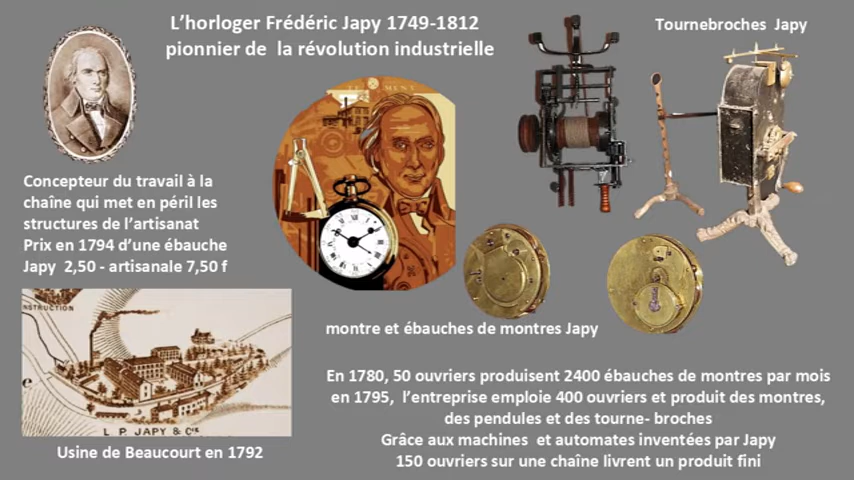 L'horloger Frédéric Japy 1749-1812
pionnier de la révolution industrielle
Tournebroches Japy
Concepteur du travail à la
chaîne qui met en péril les
structures de l'artisanat
Prix en 1794 d'une ébauche
Japy 2,50 - artisanale 7,50 f
montre et ébauches de montres Japy
NSTRUCTION
L. P. JAPY & Cie
Usine de Beaucourt en 1792
En 1780, 50 ouvriers produisent 2400 ébauches de montres par mois
en 1795, l'entreprise emploie 400 ouvriers et produit des montres,
des pendules et des tourne- broches
Grâce aux machines et automates inventées par Japy
150 ouvriers sur une chaîne livrent un produit fini